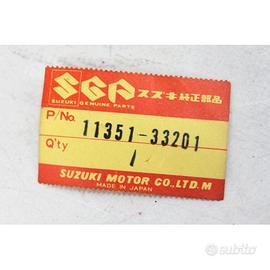 SGP スズキ純正部品
SUZUKI GENUINE PARTS
P/No. 11351-33201
Q'ty 1
SUZUKI MOTOR CO.,LTD.M
MADE IN JAPAN
subito